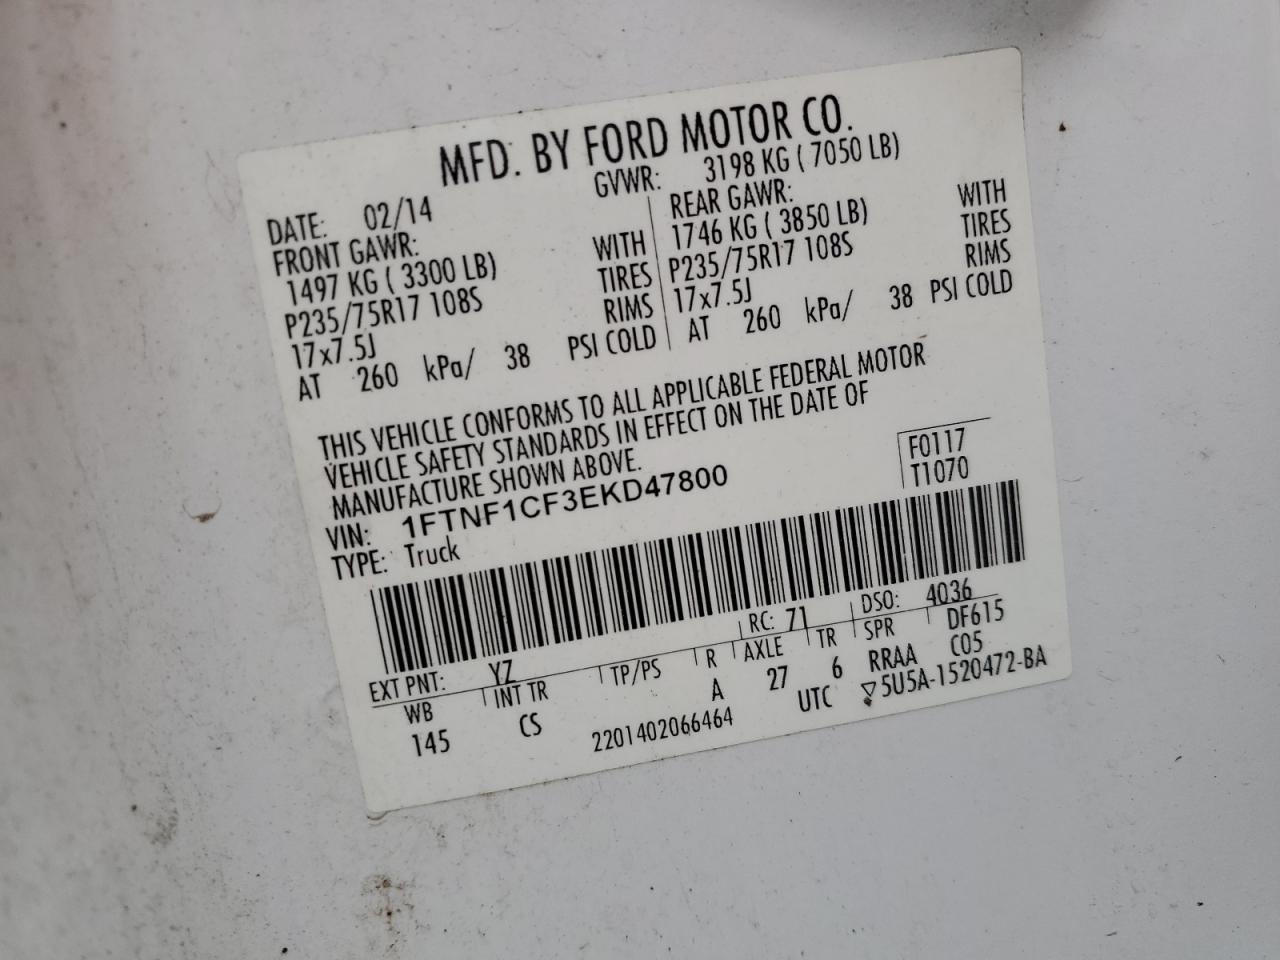 MFD. BY FORD MOTOR CO.
DATE: 02/14 GVWR: 3198 KG ( 7050 LB)
FRONT GAWR: REAR GAWR:
1497 KG ( 3300 LB) WITH 1746 KG ( 3850 LB) WITH
P235/75R17 108S TIRES P235/75R17 108S TIRES
17x7.5J RIMS 17x7.5J RIMS
AT 260 kPa/ 38 PSI COLD AT 260 kPa/ 38 PSI COLD
THIS VEHICLE CONFORMS TO ALL APPLICABLE FEDERAL MOTOR
VEHICLE SAFETY STANDARDS IN EFFECT ON THE DATE OF
MANUFACTURE SHOWN ABOVE.
VIN: 1FTNF1CF3EKD47800 F0117
TYPE: Truck T1070
EXT PNT: YZ RC: 71 DSO: 4036
WB INT TR TP/PS R AXLE TR SPR DF615
145 CS A 27 6 RRAA C05
2201402066464 UTC ▽5U5A-1520472-BA